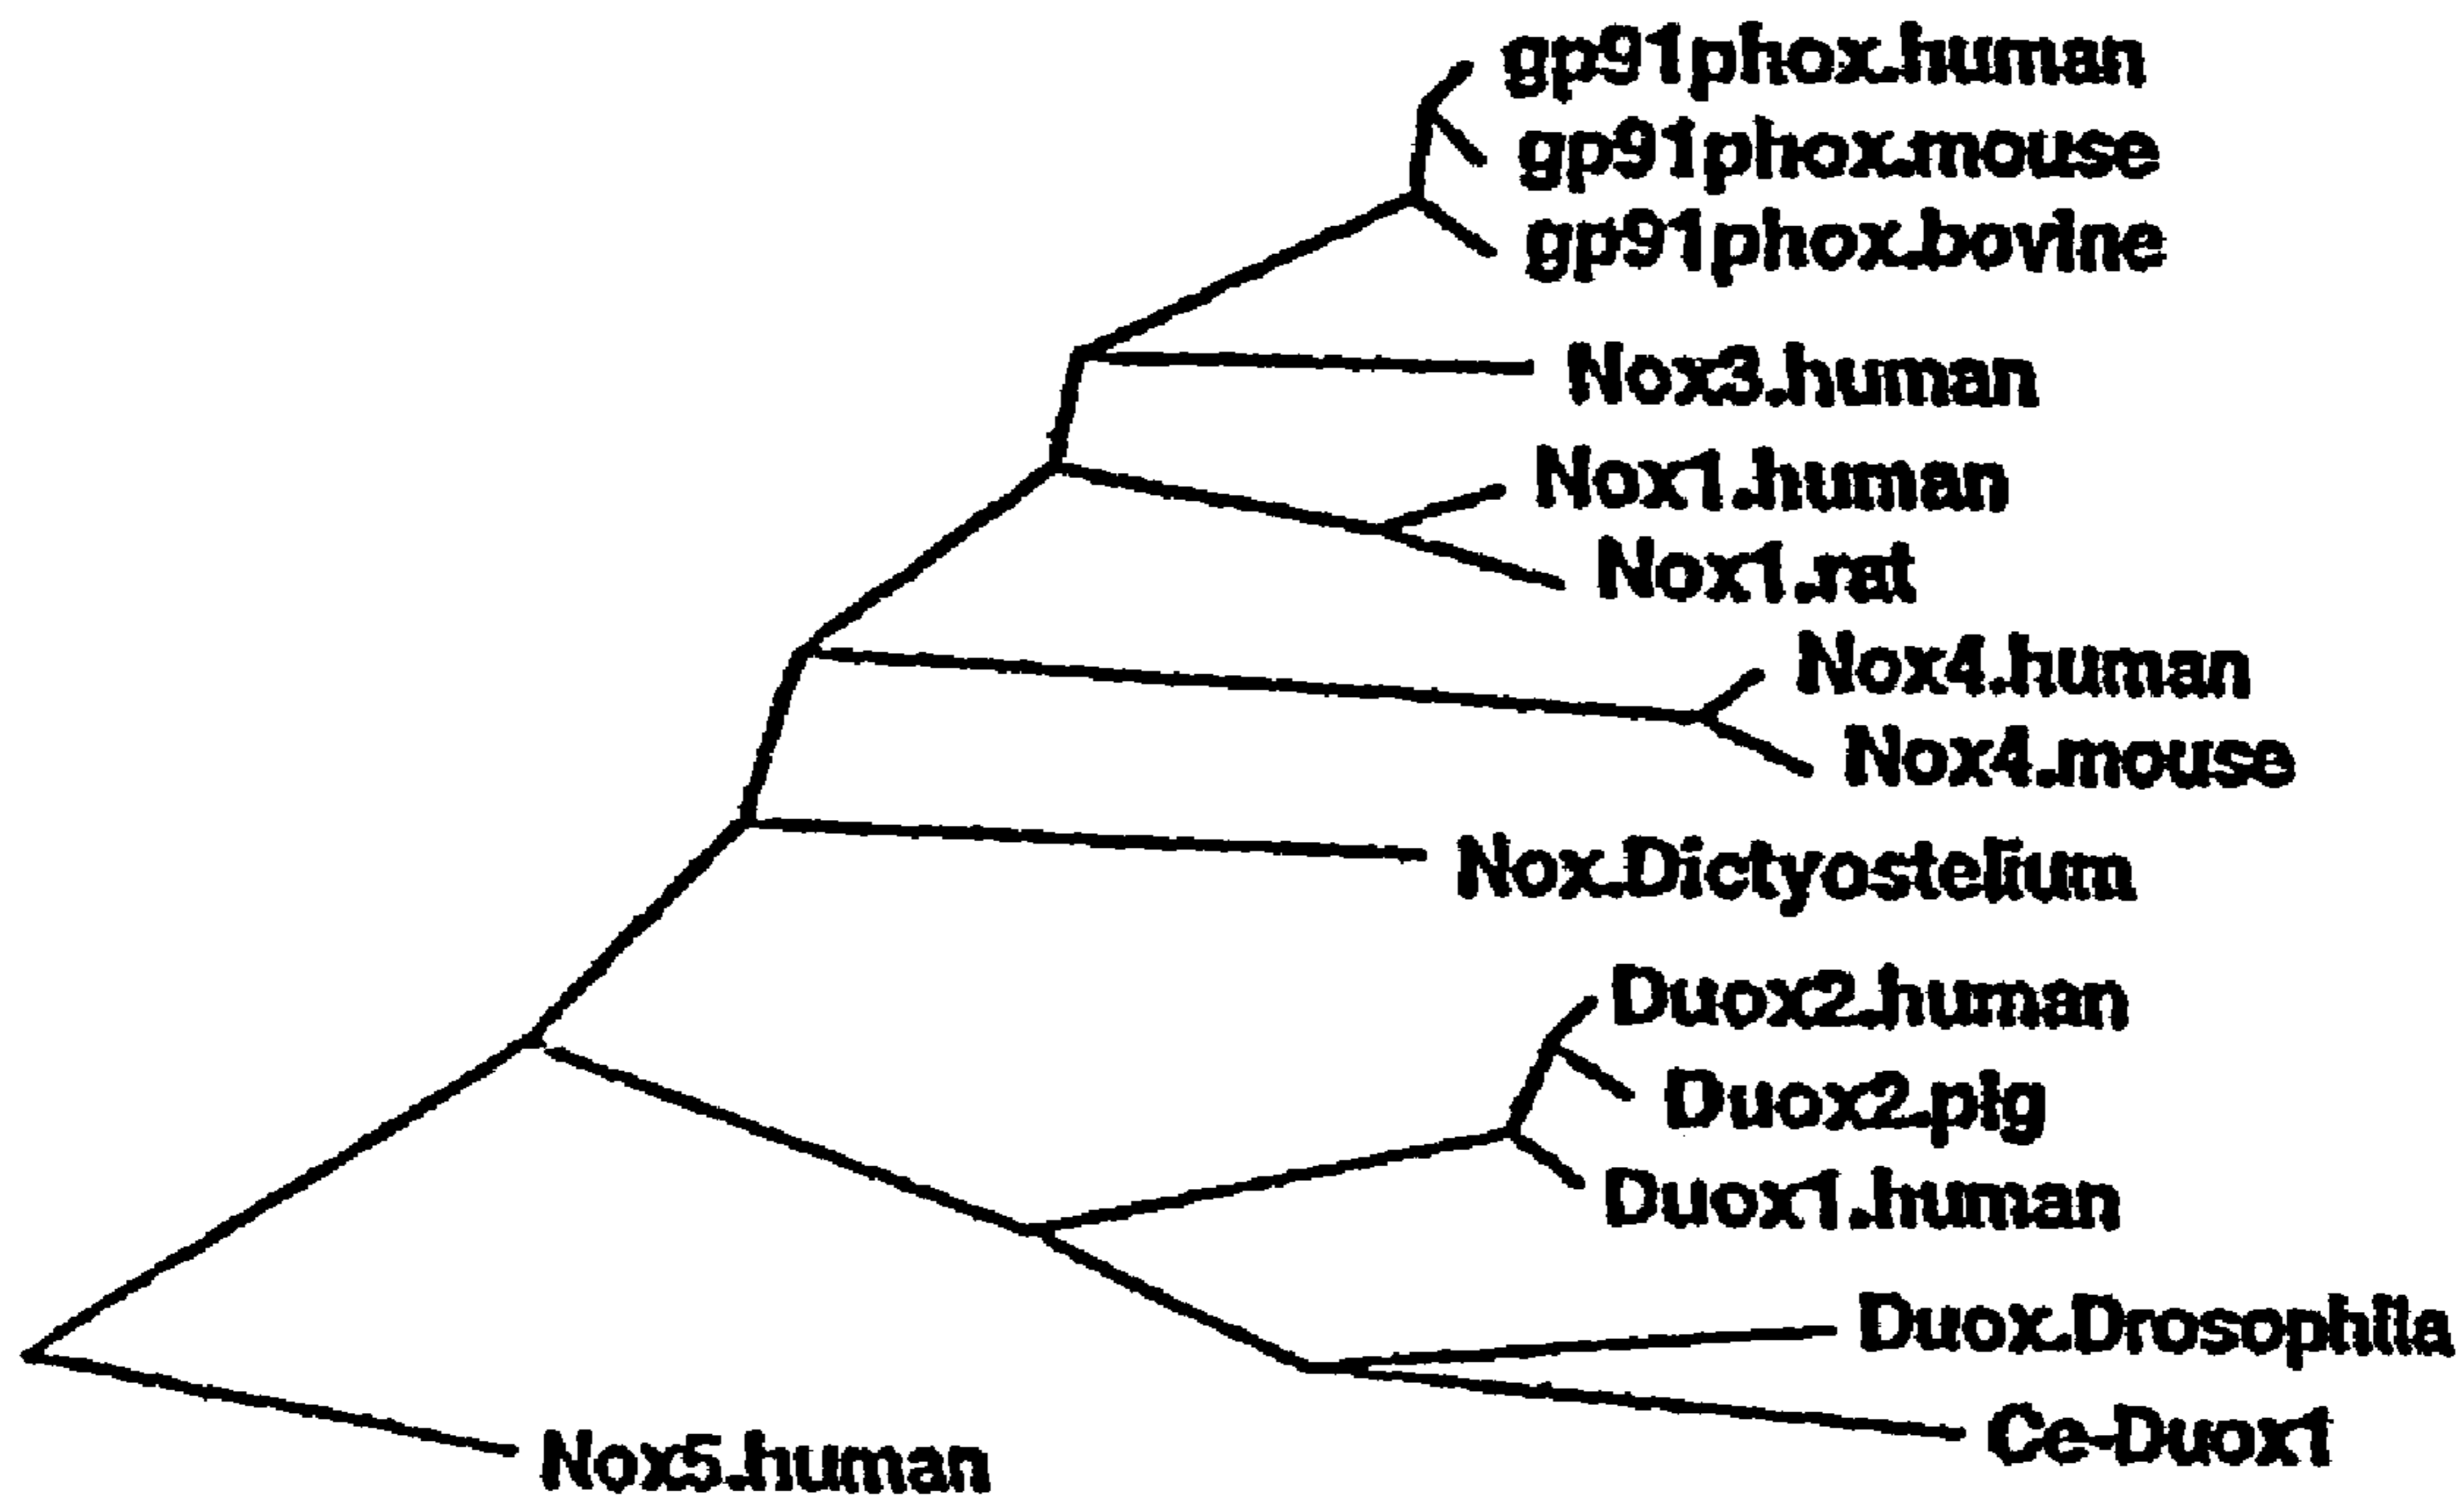 gp91phox.human
gp91phox.mouse
gp91phox.bovine
Nox3.human
Nox1.human
Nox1.rat
Nox4.human
Nox4.mouse
Nox.Dictyostelium
Duox2.human
Duox2.pig
Duox1.human
Duox.Drosophila
Ce-Duox1
Nox5.human